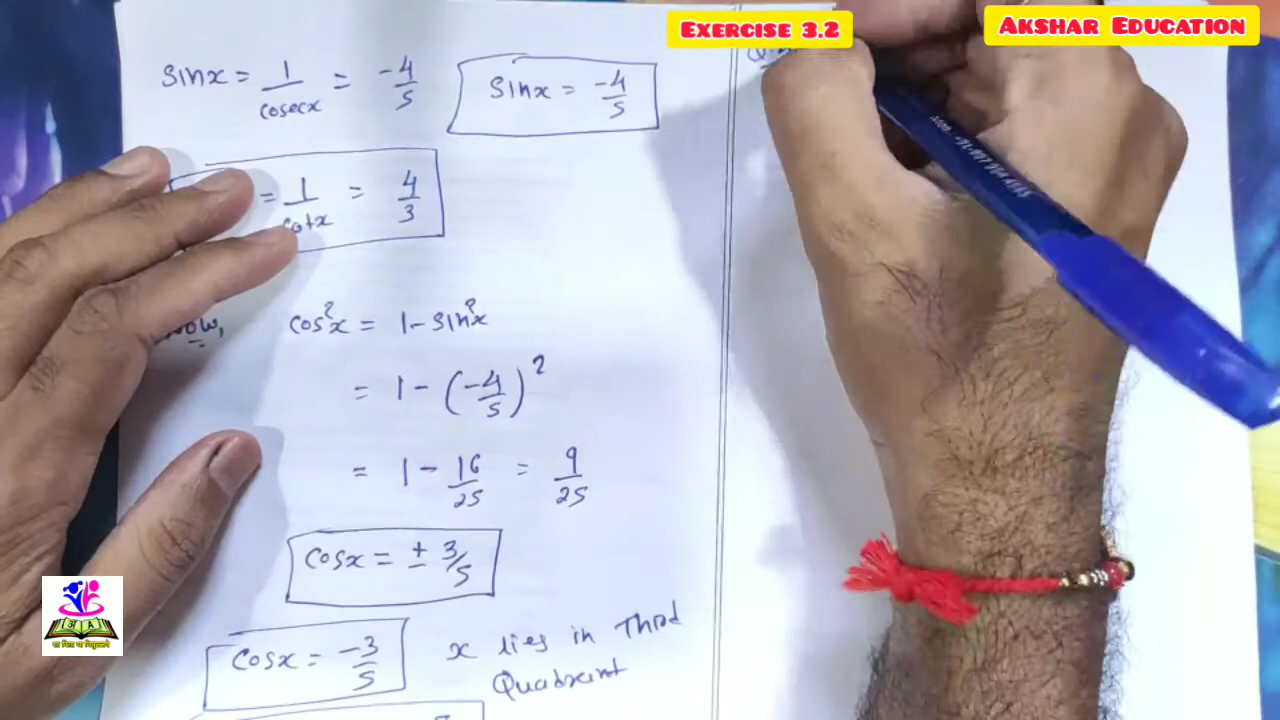 Exercise 3.2
Akshar Education
sinx = 1/cosecx = -4/5
sinx = -4/5
= 1/cotx = 4/3
Now, cos²x = 1 - sin²x
= 1 - (-4/5)²
= 1 - 16/25 = 9/25
cosx = ± 3/5
cosx = -3/5
x lies in Third
Quadrant